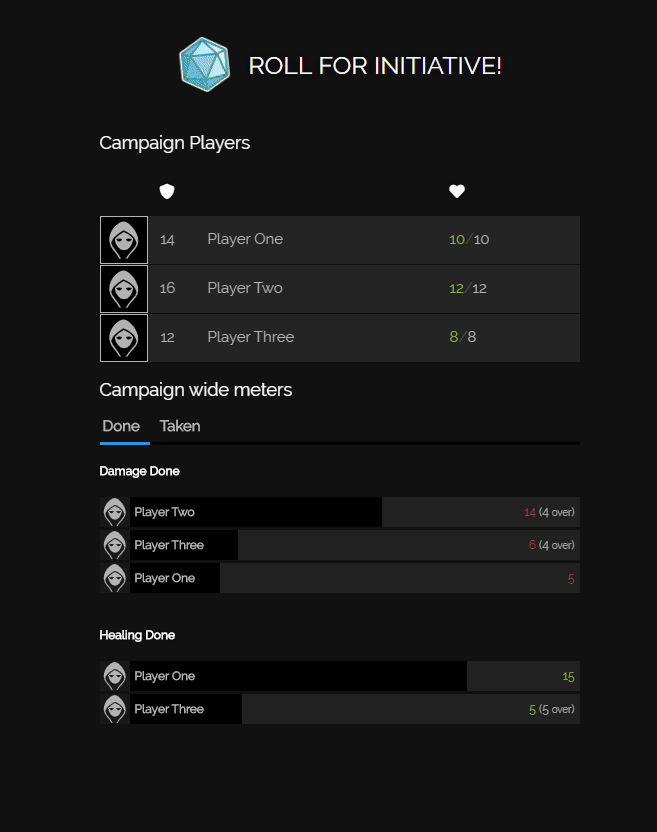 ROLL FOR INITIATIVE!
Campaign Players
14 Player One 10/10
16 Player Two 12/12
12 Player Three 8/8
Campaign wide meters
Done Taken
Damage Done
Player Two 14 (4 over)
Player Three 6 (4 over)
Player One 5
Healing Done
Player One 15
Player Three 5 (5 over)